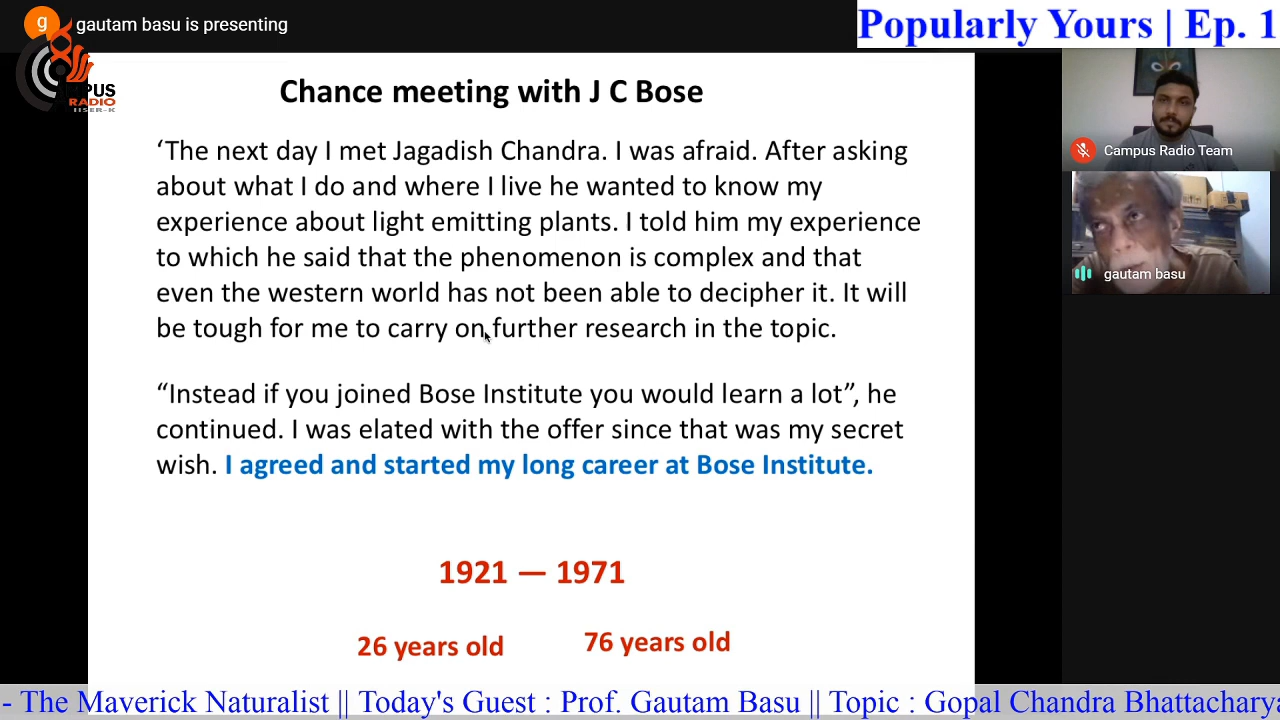 g
gautam basu is presenting
Popularly Yours | Ep. 1
RADIO
IISER-K
Chance meeting with J C Bose
‘The next day I met Jagadish Chandra. I was afraid. After asking
about what I do and where I live he wanted to know my
experience about light emitting plants. I told him my experience
to which he said that the phenomenon is complex and that
even the western world has not been able to decipher it. It will
be tough for me to carry on further research in the topic.
“Instead if you joined Bose Institute you would learn a lot”, he
continued. I was elated with the offer since that was my secret
wish. I agreed and started my long career at Bose Institute.
1921 — 1971
26 years old
76 years old
Campus Radio Team
gautam basu
- The Maverick Naturalist || Today's Guest : Prof. Gautam Basu || Topic : Gopal Chandra Bhattacharya